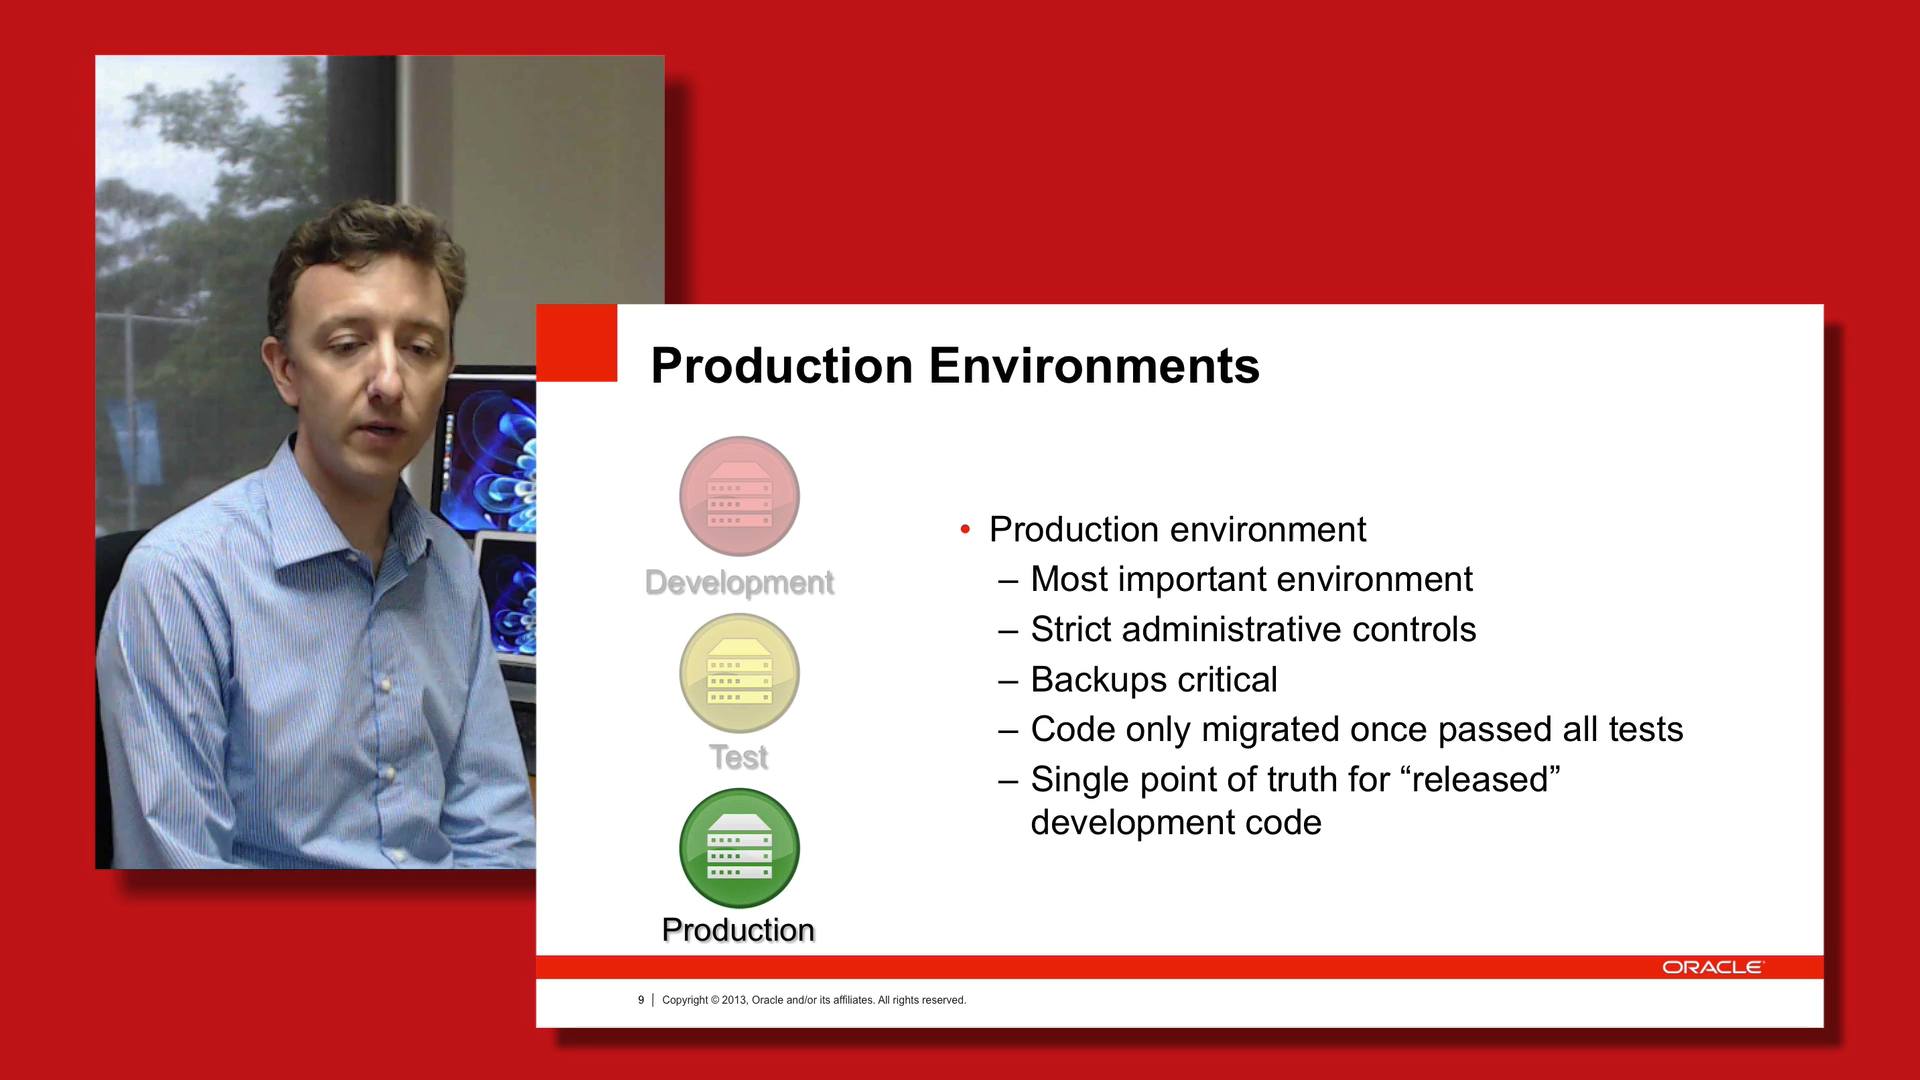 Production Environments
Development
Test
Production
• Production environment
– Most important environment
– Strict administrative controls
– Backups critical
– Code only migrated once passed all tests
– Single point of truth for “released”
development code
ORACLE
9 | Copyright © 2013, Oracle and/or its affiliates. All rights reserved.